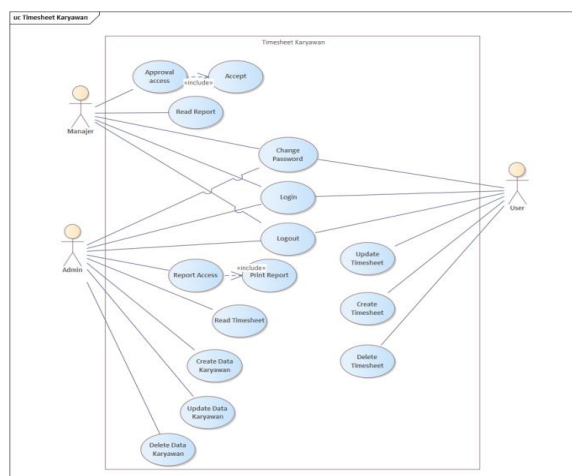 uc Timesheet Karyawan
Timesheet Karyawan
Approval
access
«include»
Accept
Read Report
Manajer
Change
Password
Login
User
Logout
Admin
Report Access
«include»
Print Report
Update
Timesheet
Read Timesheet
Create
Timesheet
Create Data
Karyawan
Delete
Timesheet
Update Data
Karyawan
Delete Data
Karyawan